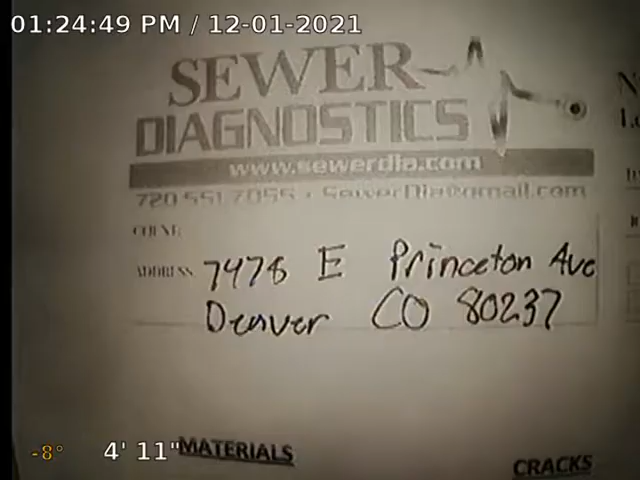 01:24:49 PM / 12-01-2021
SEWER
DIAGNOSTICS
www.sewerdia.com
720 551 7055 • SewerDia@gmail.com
CLIENT:
ADDRESS: 7478 E Princeton Ave
Denver CO 80237
-8° 4' 11"
MATERIALS
CRACKS